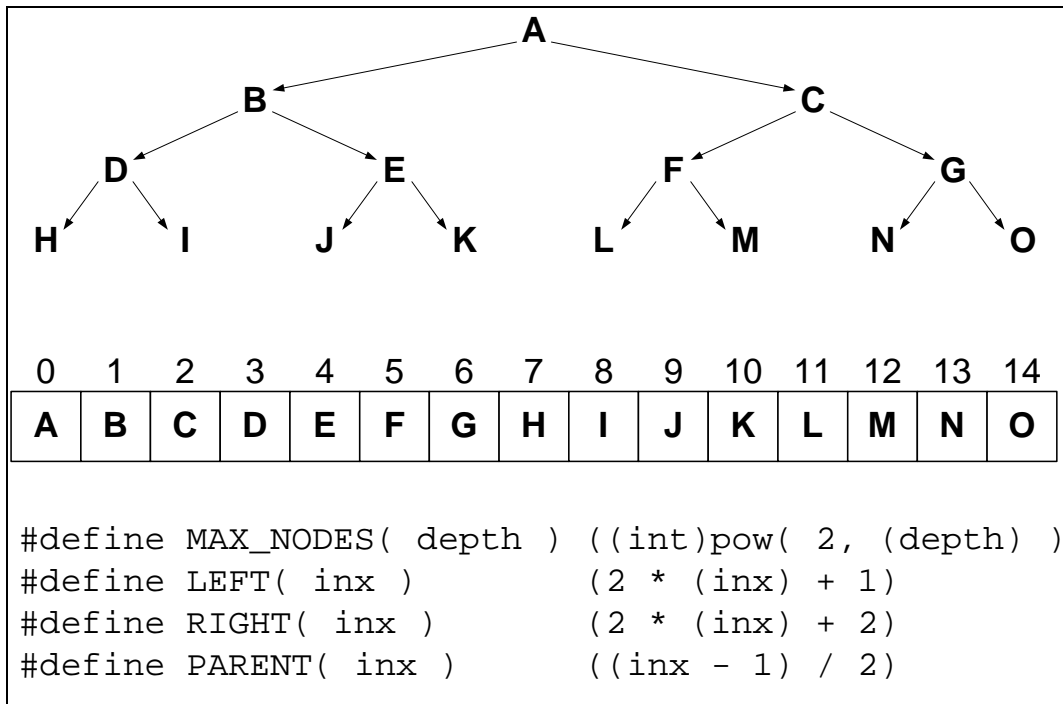 A
B C
D E F G
H I J K L M N O
0 1 2 3 4 5 6 7 8 9 10 11 12 13 14
A B C D E F G H I J K L M N O
#define MAX_NODES( depth ) ((int)pow( 2, (depth) )
#define LEFT( inx ) (2 * (inx) + 1)
#define RIGHT( inx ) (2 * (inx) + 2)
#define PARENT( inx ) ((inx - 1) / 2)